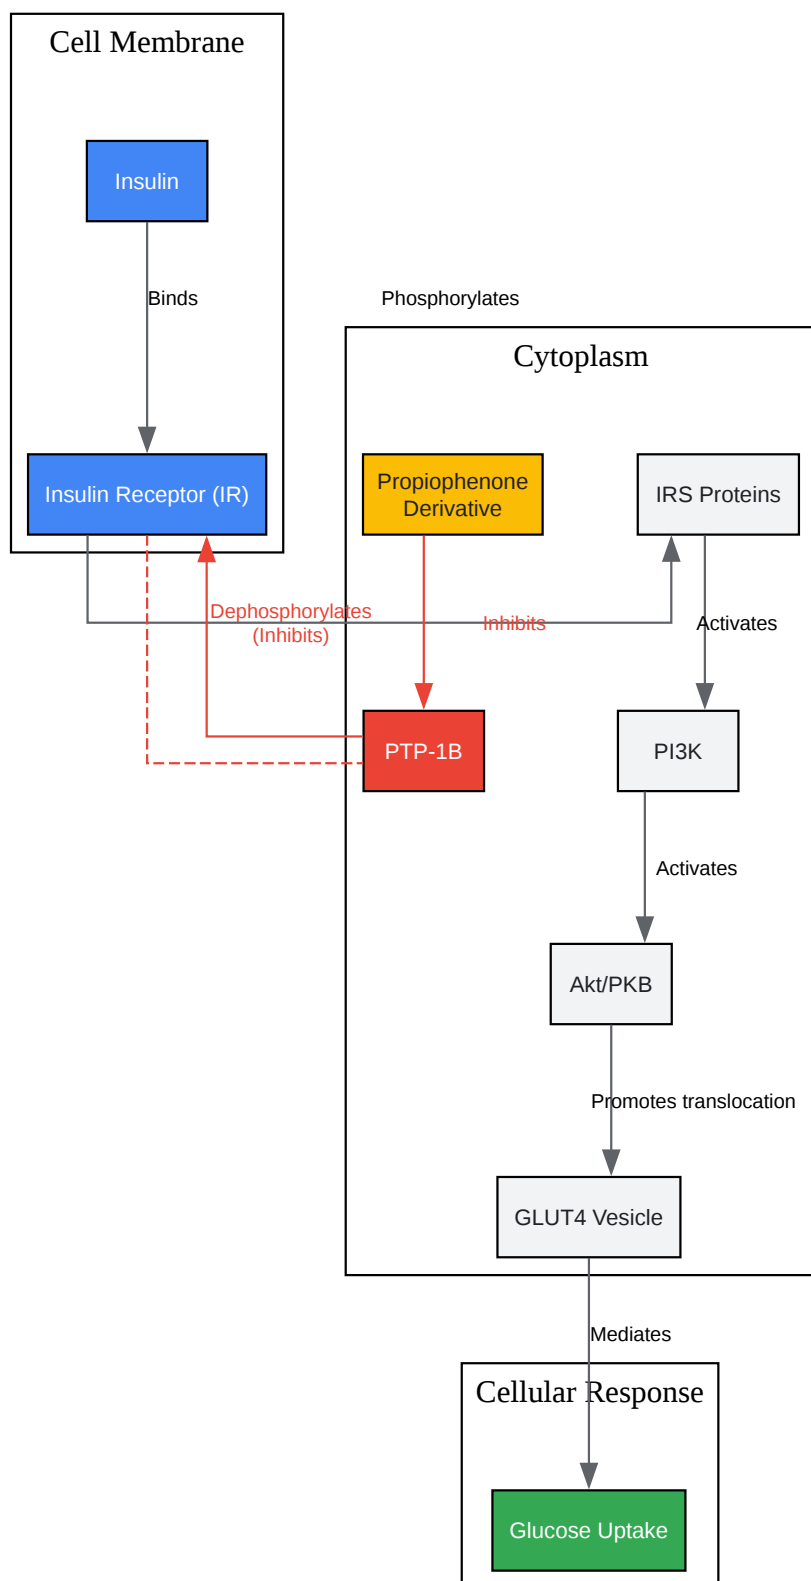 Cell Membrane
Insulin
Binds
Phosphorylates
Cytoplasm
Insulin Receptor (IR)
Propiophenone
Derivative
IRS Proteins
Dephosphorylates
(Inhibits)
Inhibits
Activates
PTP-1B
PI3K
Activates
Akt/PKB
Promotes translocation
GLUT4 Vesicle
Mediates
Cellular Response
Glucose Uptake